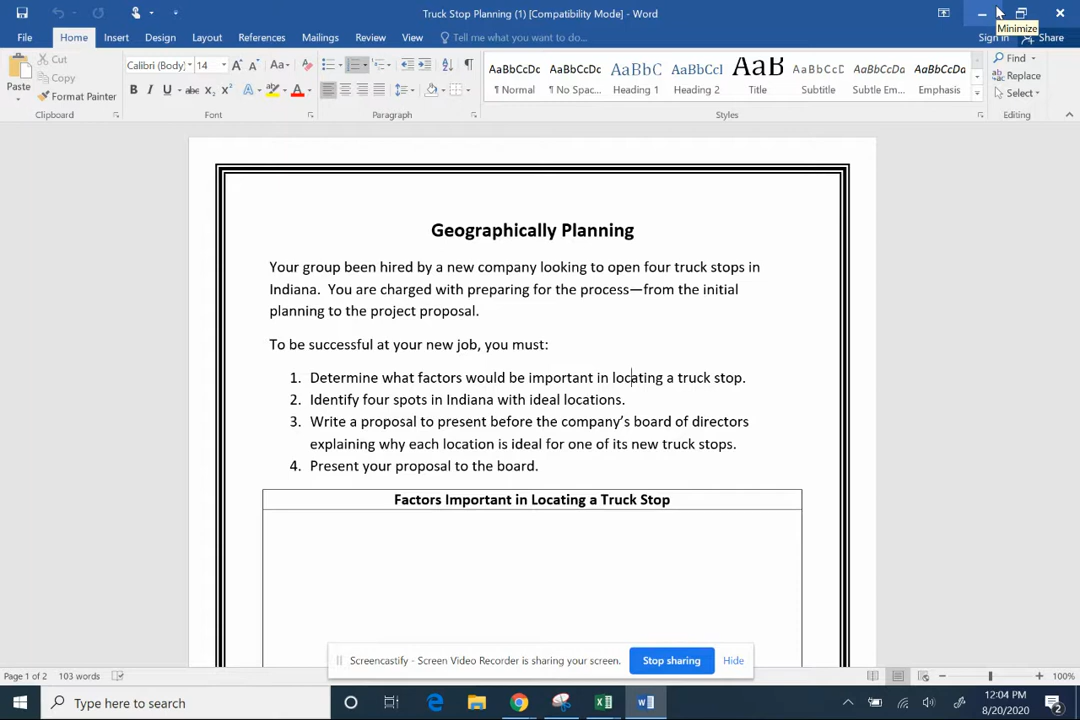 Truck Stop Planning (1) [Compatibility Mode] - Word
Minimize
File Home Insert Design Layout References Mailings Review View Tell me what you want to do... Sign in Share
Paste Cut
Copy
Format Painter
Calibri (Body) 14
AaBbCcDc AaBbCcDc AaBbC AaBbCcl AaBb AaBbCcD AaBbCcDc AaBbCcDc
¶ Normal ¶ No Spac... Heading 1 Heading 2 Title Subtitle Subtle Em... Emphasis
Find
Replace
Select
Clipboard Font Paragraph Styles Editing
Geographically Planning
Your group been hired by a new company looking to open four truck stops in
Indiana. You are charged with preparing for the process—from the initial
planning to the project proposal.
To be successful at your new job, you must:
1. Determine what factors would be important in locating a truck stop.
2. Identify four spots in Indiana with ideal locations.
3. Write a proposal to present before the company’s board of directors
explaining why each location is ideal for one of its new truck stops.
4. Present your proposal to the board.
Factors Important in Locating a Truck Stop
Screencastify - Screen Video Recorder is sharing your screen. Stop sharing Hide
Page 1 of 2 103 words 100%
Type here to search
12:04 PM
8/20/2020
2